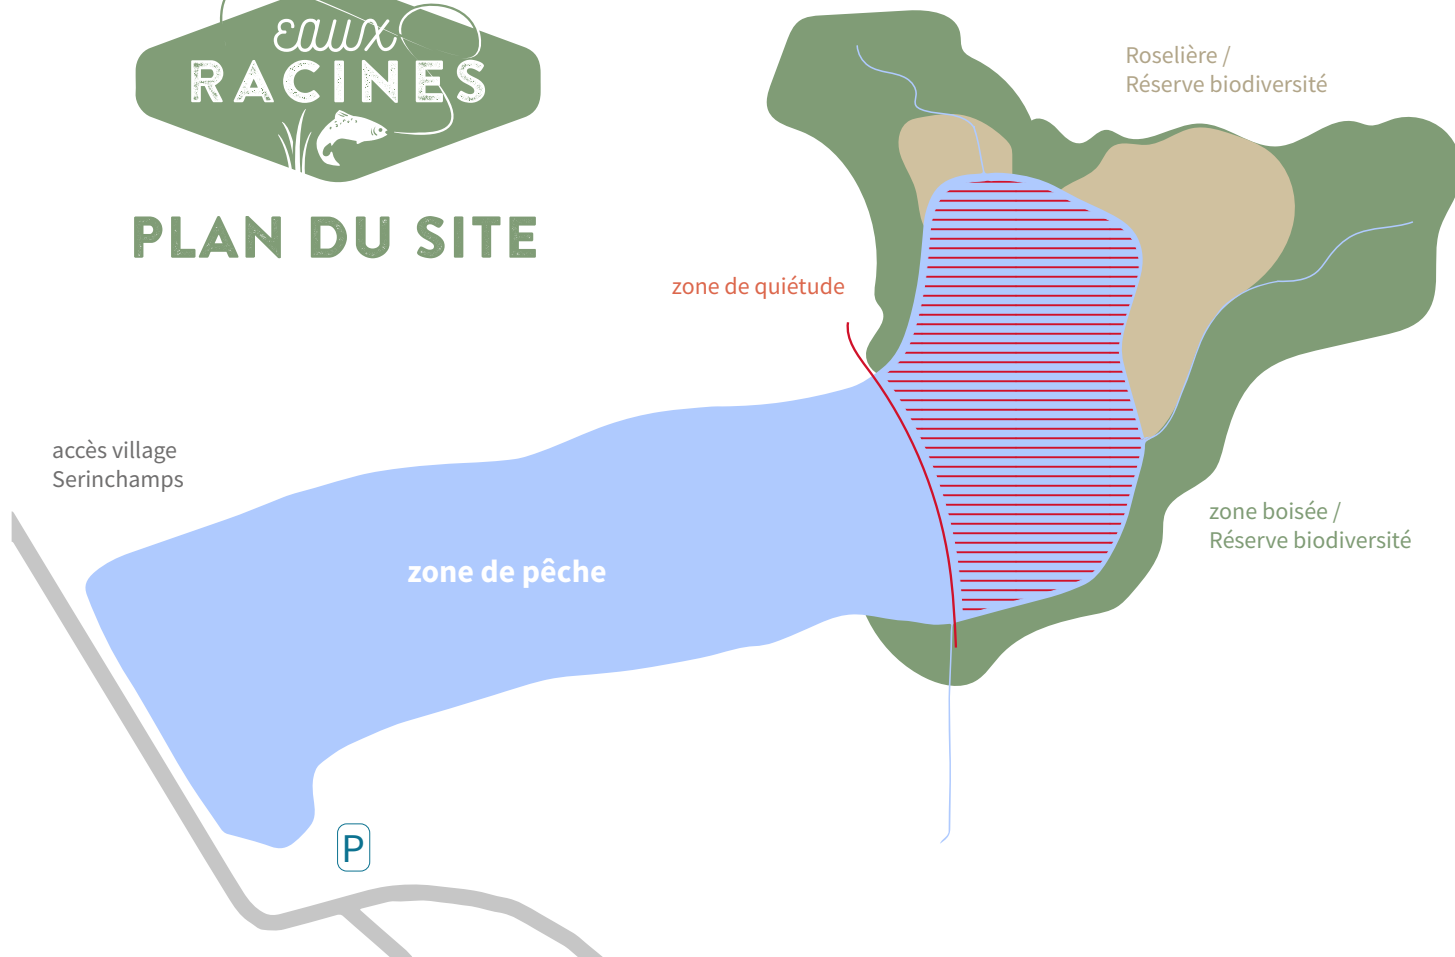 eaux
RACINES
PLAN DU SITE
Roselière /
Réserve biodiversité
zone de quiétude
accès village
Serinchamps
zone de pêche
zone boisée /
Réserve biodiversité
P